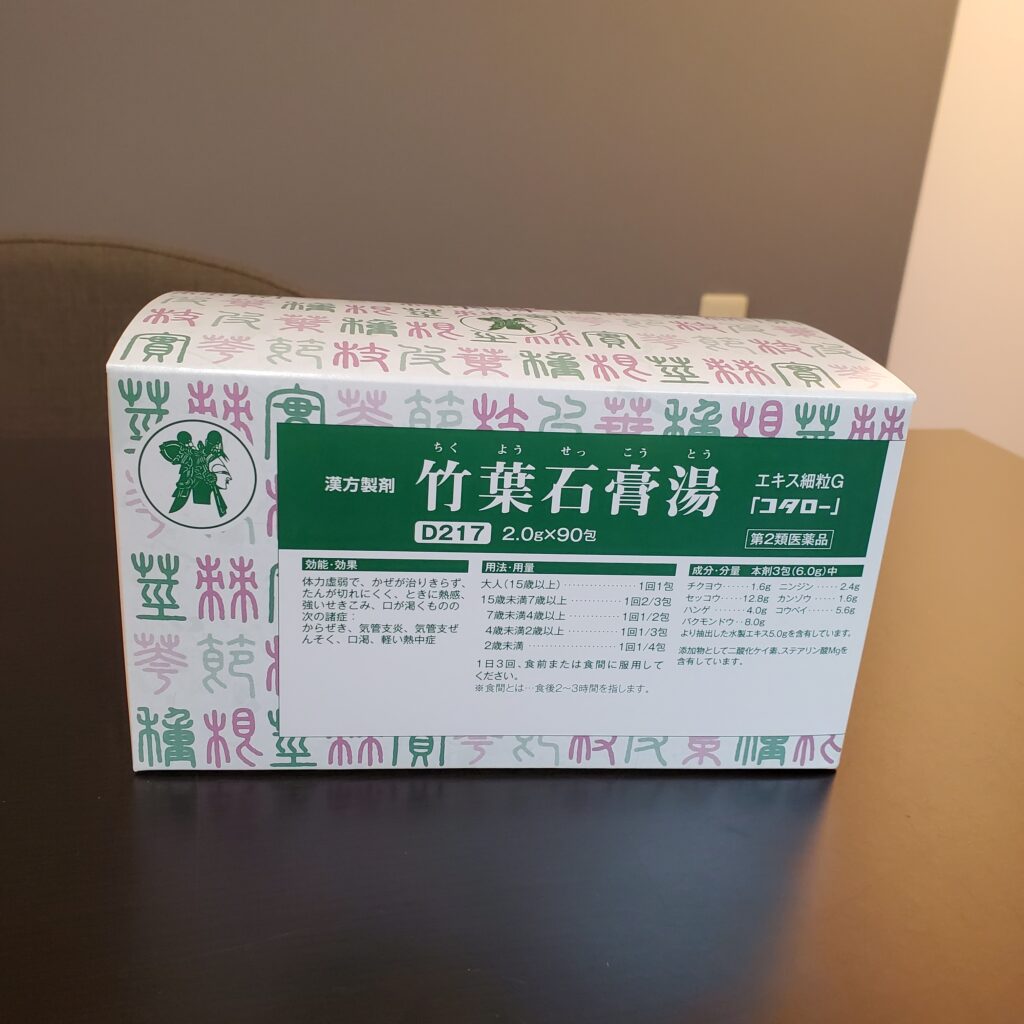 ちく よう せっ こう とう
漢方製剤 竹葉石膏湯 エキス細粒G
「コタロー」
D217 2.0g×90包 第2類医薬品
効能・効果
体力虚弱で、かぜが治りきらず、
たんが切れにくく、ときに熱感、
強いせきこみ、口が渇くものの
次の諸症:
からぜき、気管支炎、気管支ぜ
んそく、口渇、軽い熱中症
用法・用量
大人(15歳以上)……………1回1包
15歳未満7歳以上…………1回2/3包
7歳未満4歳以上…………1回1/2包
4歳未満2歳以上…………1回1/3包
2歳未満……………………1回1/4包
1日3回、食前または食間に服用して
ください。
※食間とは…食後2〜3時間を指します。
成分・分量 本剤3包(6.0g)中
チクヨウ……1.6g ニンジン……2.4g
セッコウ……12.8g カンゾウ……1.6g
ハンゲ……4.0g コウベイ……5.6g
バクモンドウ‥8.0g
より抽出した水製エキス5.0gを含有しています。
添加物として二酸化ケイ素、ステアリン酸Mgを
含有しています。